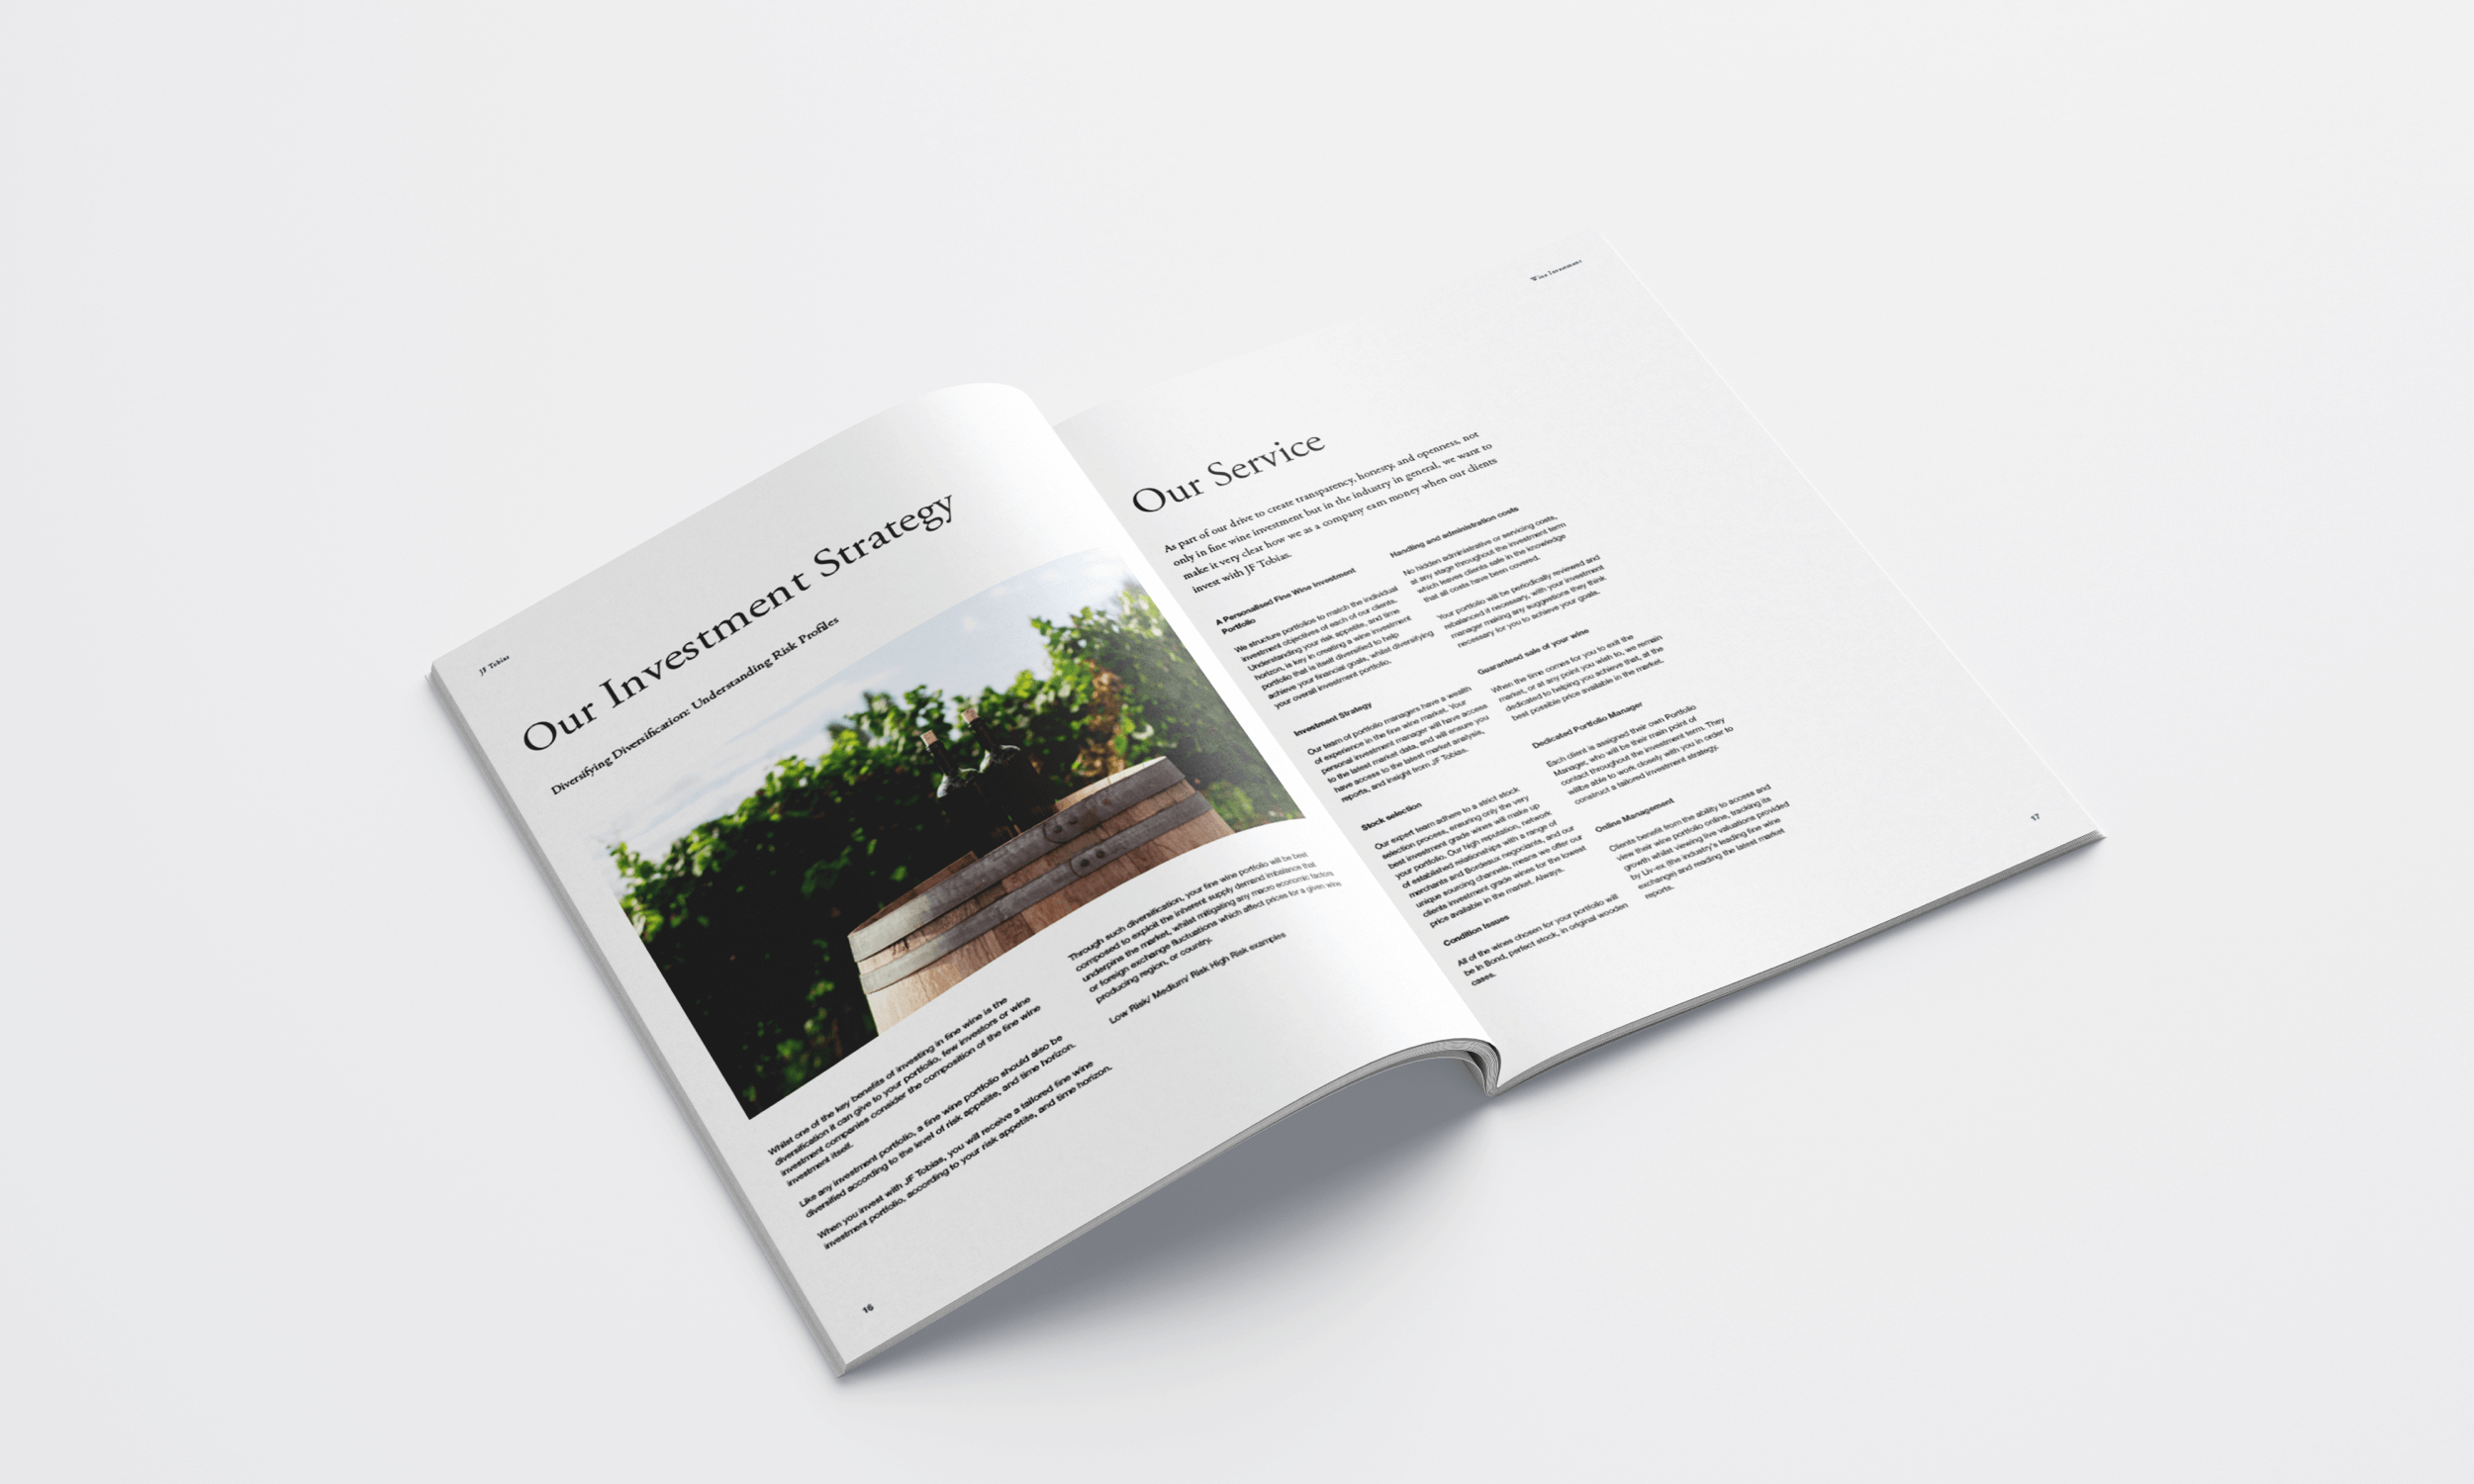 JF Tobias
Our Investment Strategy
Diversifying Diversification: Understanding Risk Profiles
Whilst one of the key benefits of investing in fine wine is the
diversification it can give to your portfolio, few investors or wine
investment companies consider the composition of the fine wine
investment itself.
Like any investment portfolio, a fine wine portfolio should also be
diversified according to the level of risk appetite, and time horizon.
When you invest with JF Tobias, you will receive a tailored fine wine
investment portfolio, according to your risk appetite, and time horizon.
Through such diversification, your fine wine portfolio will be best
composed to exploit the inherent supply demand imbalance that
underpins the market, whilst mitigating any macro economic factors
or foreign exchange fluctuations which affect prices for a given wine
producing region, or country.
Low Risk/ Medium/ Risk High Risk examples
16
Wine Investment
Our Service
As part of our drive to create transparency, honesty, and openness, not
only in fine wine investment but in the industry in general, we want to
make it very clear how we as a company earn money when our clients
invest with JF Tobias.
A Personalised Fine Wine Investment
Portfolio
We structure portfolios to match the individual
investment objectives of each of our clients.
Understanding your risk appetite, and time
horizon, is key in creating a wine investment
portfolio that is itself diversified to help
achieve your financial goals, whilst diversifying
your overall investment portfolio.
Investment Strategy
Our team of portfolio managers have a wealth
of experience in the fine wine market. Your
personal investment manager will have access
to the latest market data, and will ensure you
have access to the latest market analysis,
reports, and insight from JF Tobias.
Stock selection
Our expert team adhere to a strict stock
selection process, ensuring only the very
best investment grade wines will make up
your portfolio. Our high reputation, network
of established relationships with a range of
merchants and Bordeaux negociants, and our
unique sourcing channels, means we offer our
clients investment grade wines for the lowest
price available in the market. Always.
Condition Issues
All of the wines chosen for your portfolio will
be in Bond, perfect stock, in original wooden
cases.
Handling and administration costs
No hidden administrative or servicing costs,
at any stage throughout the investment term
which leaves clients safe in the knowledge
that all costs have been covered.
Your portfolio will be periodically reviewed and
rebalanced if necessary, with your investment
manager making any suggestions they think
necessary for you to achieve your goals.
Guaranteed sale of your wine
When the time comes for you to exit the
market, or at any point you wish to, we remain
dedicated to helping you achieve that, at the
best possible price available in the market.
Dedicated Portfolio Manager
Each client is assigned their own Portfolio
Manager, who will be their main point of
contact throughout the investment term. They
willbe able to work closely with you in order to
construct a tailored investment strategy.
Online Management
Clients benefit from the ability to access and
view their wine portfolio online, tracking its
growth whilst viewing live valuations provided
by Liv-ex (the industry's leading fine wine
exchange) and reading the latest market
reports.
17